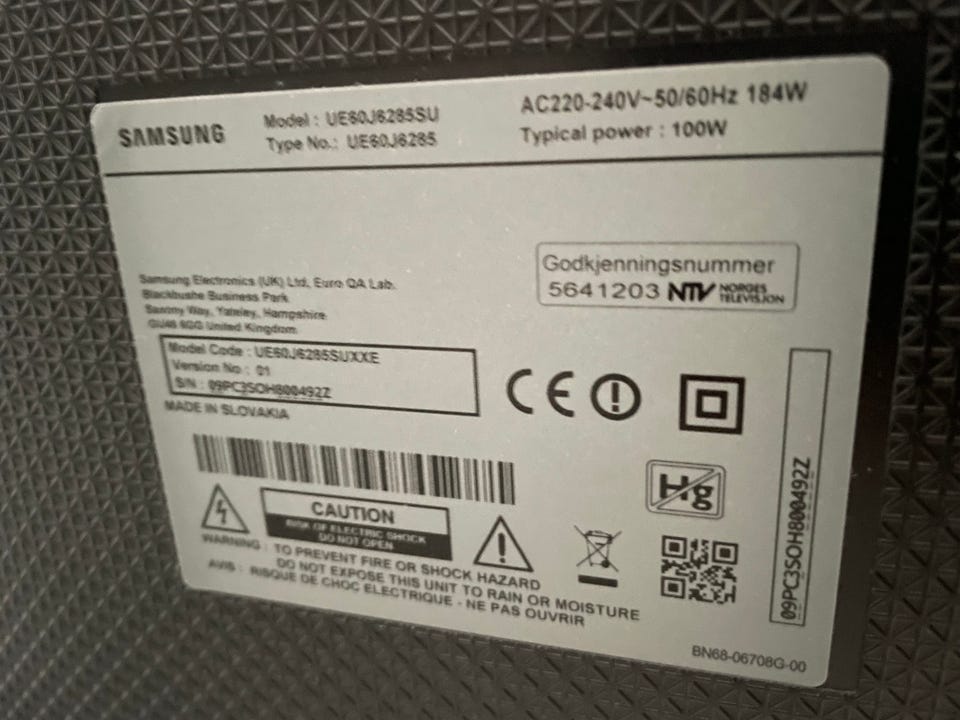 SAMSUNG
Model : UE60J6285SU
Type No.: UE60J6285
AC220-240V~50/60Hz 184W
Typical power : 100W
Godkjenningsnummer
5641203 NTV NORGES
TELEVISJON
Samsung Electronics (UK) Ltd, Euro QA Lab.
Blackbushe Business Park
Saxony Way, Yateley, Hampshire
GU46 6GG United Kingdom
Model Code : UE60J6285SUXXE
Version No : 01
S/N : 09PC3SOH800492Z
MADE IN SLOVAKIA
CE
Hg
CAUTION
RISK OF ELECTRIC SHOCK
DO NOT OPEN
WARNING : TO PREVENT FIRE OR SHOCK HAZARD
DO NOT EXPOSE THIS UNIT TO RAIN OR MOISTURE
AVIS : RISQUE DE CHOC ELECTRIQUE - NE PAS OUVRIR
09PC3SOH800492Z
BN68-06708G-00